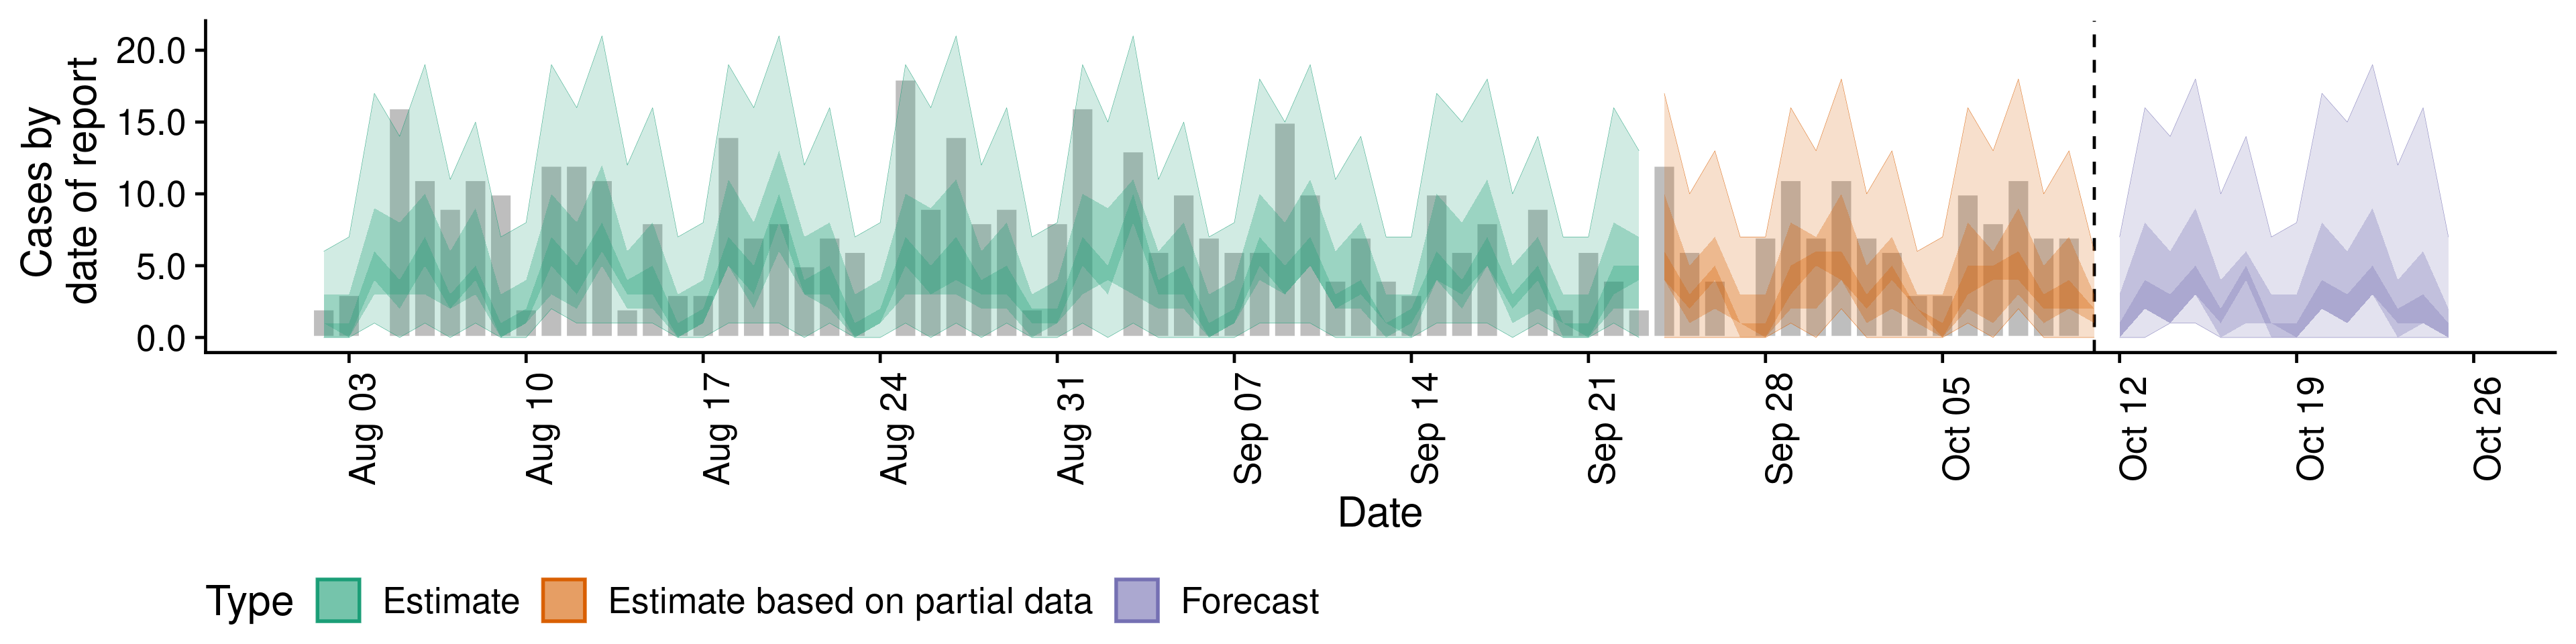 Cases by
date of report
20.0
15.0
10.0
5.0
0.0
Aug 03
Aug 10
Aug 17
Aug 24
Aug 31
Sep 07
Sep 14
Sep 21
Sep 28
Oct 05
Oct 12
Oct 19
Oct 26
Date
Type Estimate Estimate based on partial data Forecast